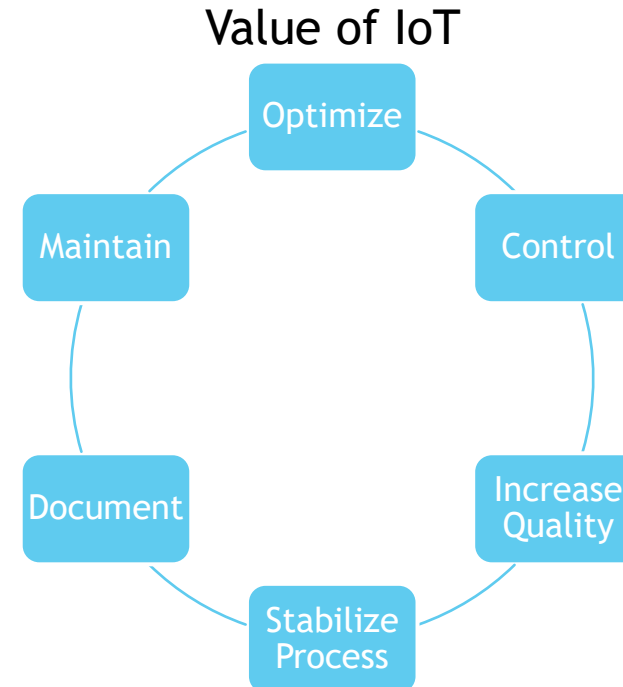 Value of IoT
Optimize
Control
Increase
Quality
Stabilize
Process
Document
Maintain